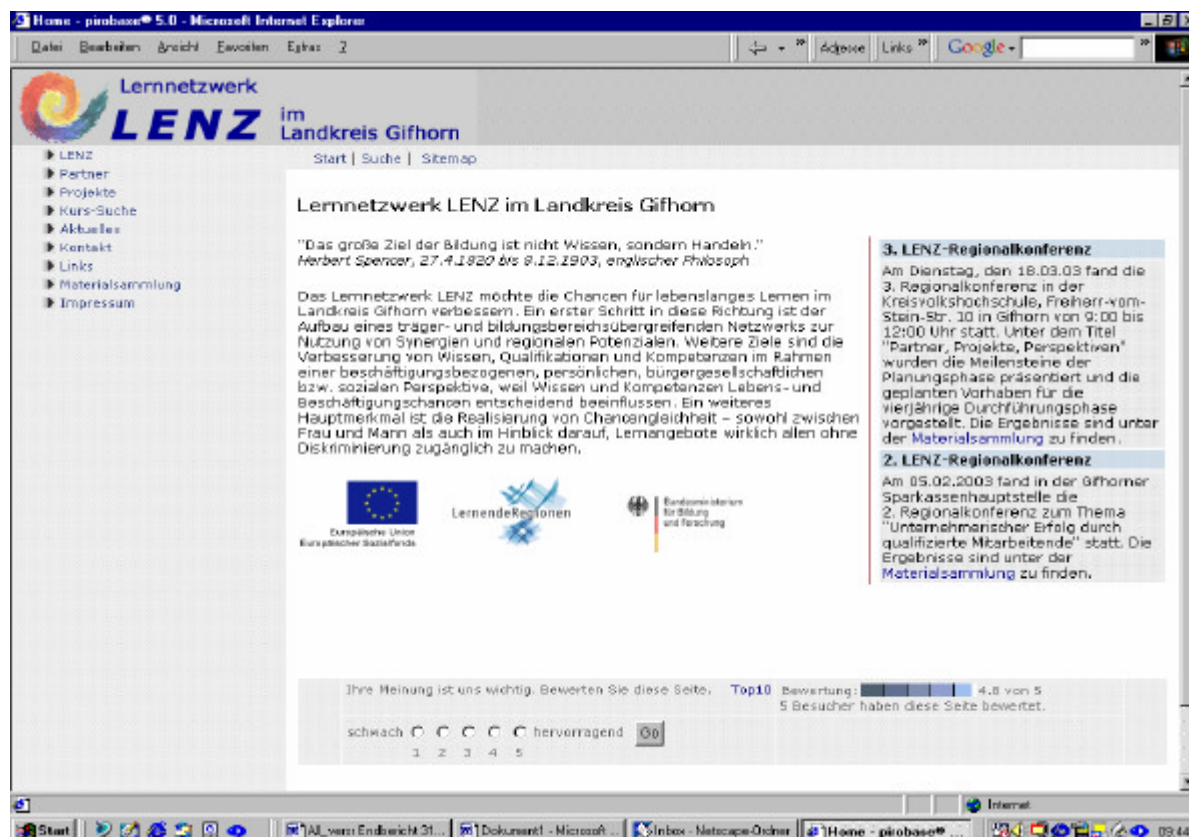 Home - pirobase® 5.0 - Microsoft Internet Explorer
Datei Bearbeiten Ansicht Favoriten Extras ?
Adresse Links » Google
Lernnetzwerk
LENZ im
Landkreis Gifhorn
LENZ
Partner
Projekte
Kurs-Suche
Aktuelles
Kontakt
Links
Materialsammlung
Impressum
Start | Suche | Sitemap
Lernnetzwerk LENZ im Landkreis Gifhorn
"Das große Ziel der Bildung ist nicht Wissen, sondern Handeln."
Herbert Spencer, 27.4.1820 bis 8.12.1903, englischer Philosoph
Das Lernnetzwerk LENZ möchte die Chancen für lebenslanges Lernen im
Landkreis Gifhorn verbessern. Ein erster Schritt in diese Richtung ist der
Aufbau eines träger- und bildungsbereichsübergreifenden Netzwerks zur
Nutzung von Synergien und regionalen Potenzialen. Weitere Ziele sind die
Verbesserung von Wissen, Qualifikationen und Kompetenzen im Rahmen
einer beschäftigungsbezogenen, persönlichen, bürgergesellschaftlichen
bzw. sozialen Perspektive, weil Wissen und Kompetenzen Lebens- und
Beschäftigungschancen entscheidend beeinflussen. Ein weiteres
Hauptmerkmal ist die Realisierung von Chancengleichheit – sowohl zwischen
Frau und Mann als auch im Hinblick darauf, Lernangebote wirklich allen ohne
Diskriminierung zugänglich zu machen.
Europäische Union
Europäischer Sozialfonds
LernendeRegionen
Bundesministerium
für Bildung
und Forschung
3. LENZ-Regionalkonferenz
Am Dienstag, den 18.03.03 fand die
3. Regionalkonferenz in der
Kreisvolkshochschule, Freiherr-vom-
Stein-Str. 10 in Gifhorn von 9:00 bis
12:00 Uhr statt. Unter dem Titel
"Partner, Projekte, Perspektiven"
wurden die Meilensteine der
Planungsphase präsentiert und die
geplanten Vorhaben für die
vierjährige Durchführungsphase
vorgestellt. Die Ergebnisse sind unter
der Materialsammlung zu finden.
2. LENZ-Regionalkonferenz
Am 05.02.2003 fand in der Gifhorner
Sparkassenhauptstelle die
2. Regionalkonferenz zum Thema
"Unternehmerischer Erfolg durch
qualifizierte Mitarbeitende" statt. Die
Ergebnisse sind unter der
Materialsammlung zu finden.
Ihre Meinung ist uns wichtig. Bewerten Sie diese Seite. Top10 Bewertung: 4.8 von 5
5 Besucher haben diese Seite bewertet.
schwach hervorragend Go
1 2 3 4 5
Internet
Start Endbericht 31... Dokument1 - Microsoft ... Inbox - Netscape-Ordner Home - pirobase® ...